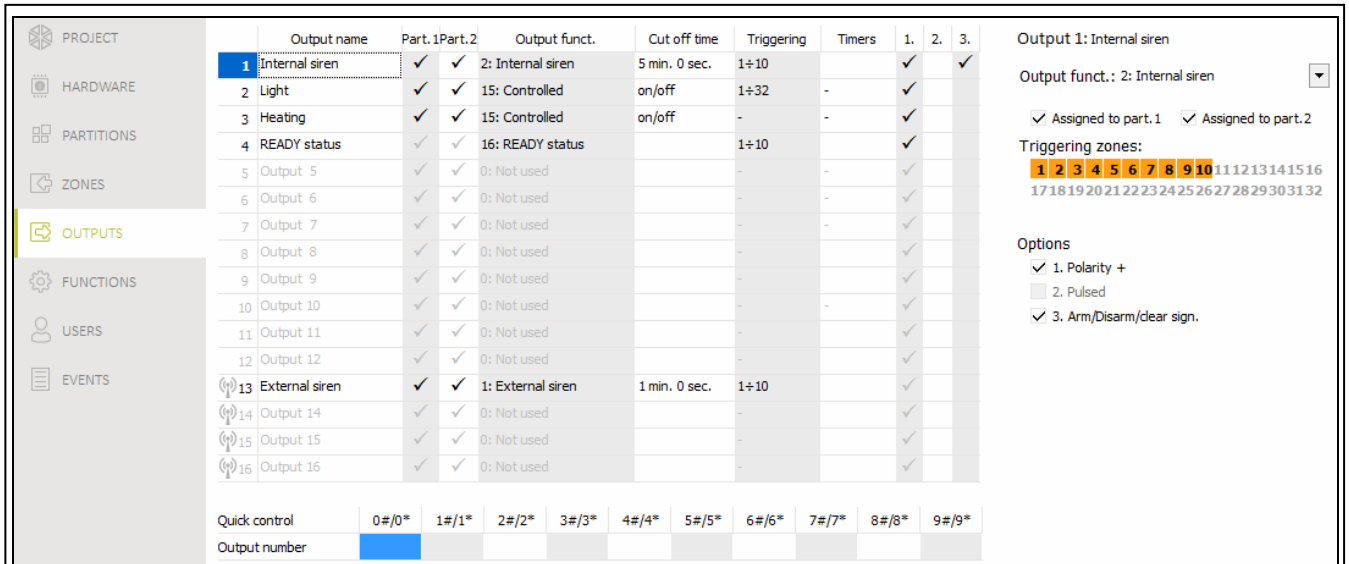 PROJECT
HARDWARE
PARTITIONS
ZONES
OUTPUTS
FUNCTIONS
USERS
EVENTS
Output name Part. 1 Part. 2 Output funct. Cut off time Triggering Timers 1. 2. 3.
1 Internal siren 2: Internal siren 5 min. 0 sec. 1÷10
2 Light 15: Controlled on/off 1÷32 -
3 Heating 15: Controlled on/off - -
4 READY status 16: READY status 1÷10
5 Output 5 0: Not used - -
6 Output 6 0: Not used - -
7 Output 7 0: Not used - -
8 Output 8 0: Not used -
9 Output 9 0: Not used -
10 Output 10 0: Not used - -
11 Output 11 0: Not used -
12 Output 12 0: Not used -
13 External siren 1: External siren 1 min. 0 sec. 1÷10
14 Output 14 0: Not used -
15 Output 15 0: Not used -
16 Output 16 0: Not used -
Quick control 0#/0* 1#/1* 2#/2* 3#/3* 4#/4* 5#/5* 6#/6* 7#/7* 8#/8* 9#/9*
Output number
Output 1: Internal siren
Output funct.: 2: Internal siren
Assigned to part. 1 Assigned to part. 2
Triggering zones:
1 2 3 4 5 6 7 8 9 10 11 12 13 14 15 16
17 18 19 20 21 22 23 24 25 26 27 28 29 30 31 32
Options
1. Polarity +
2. Pulsed
3. Arm/Disarm/clear sign.